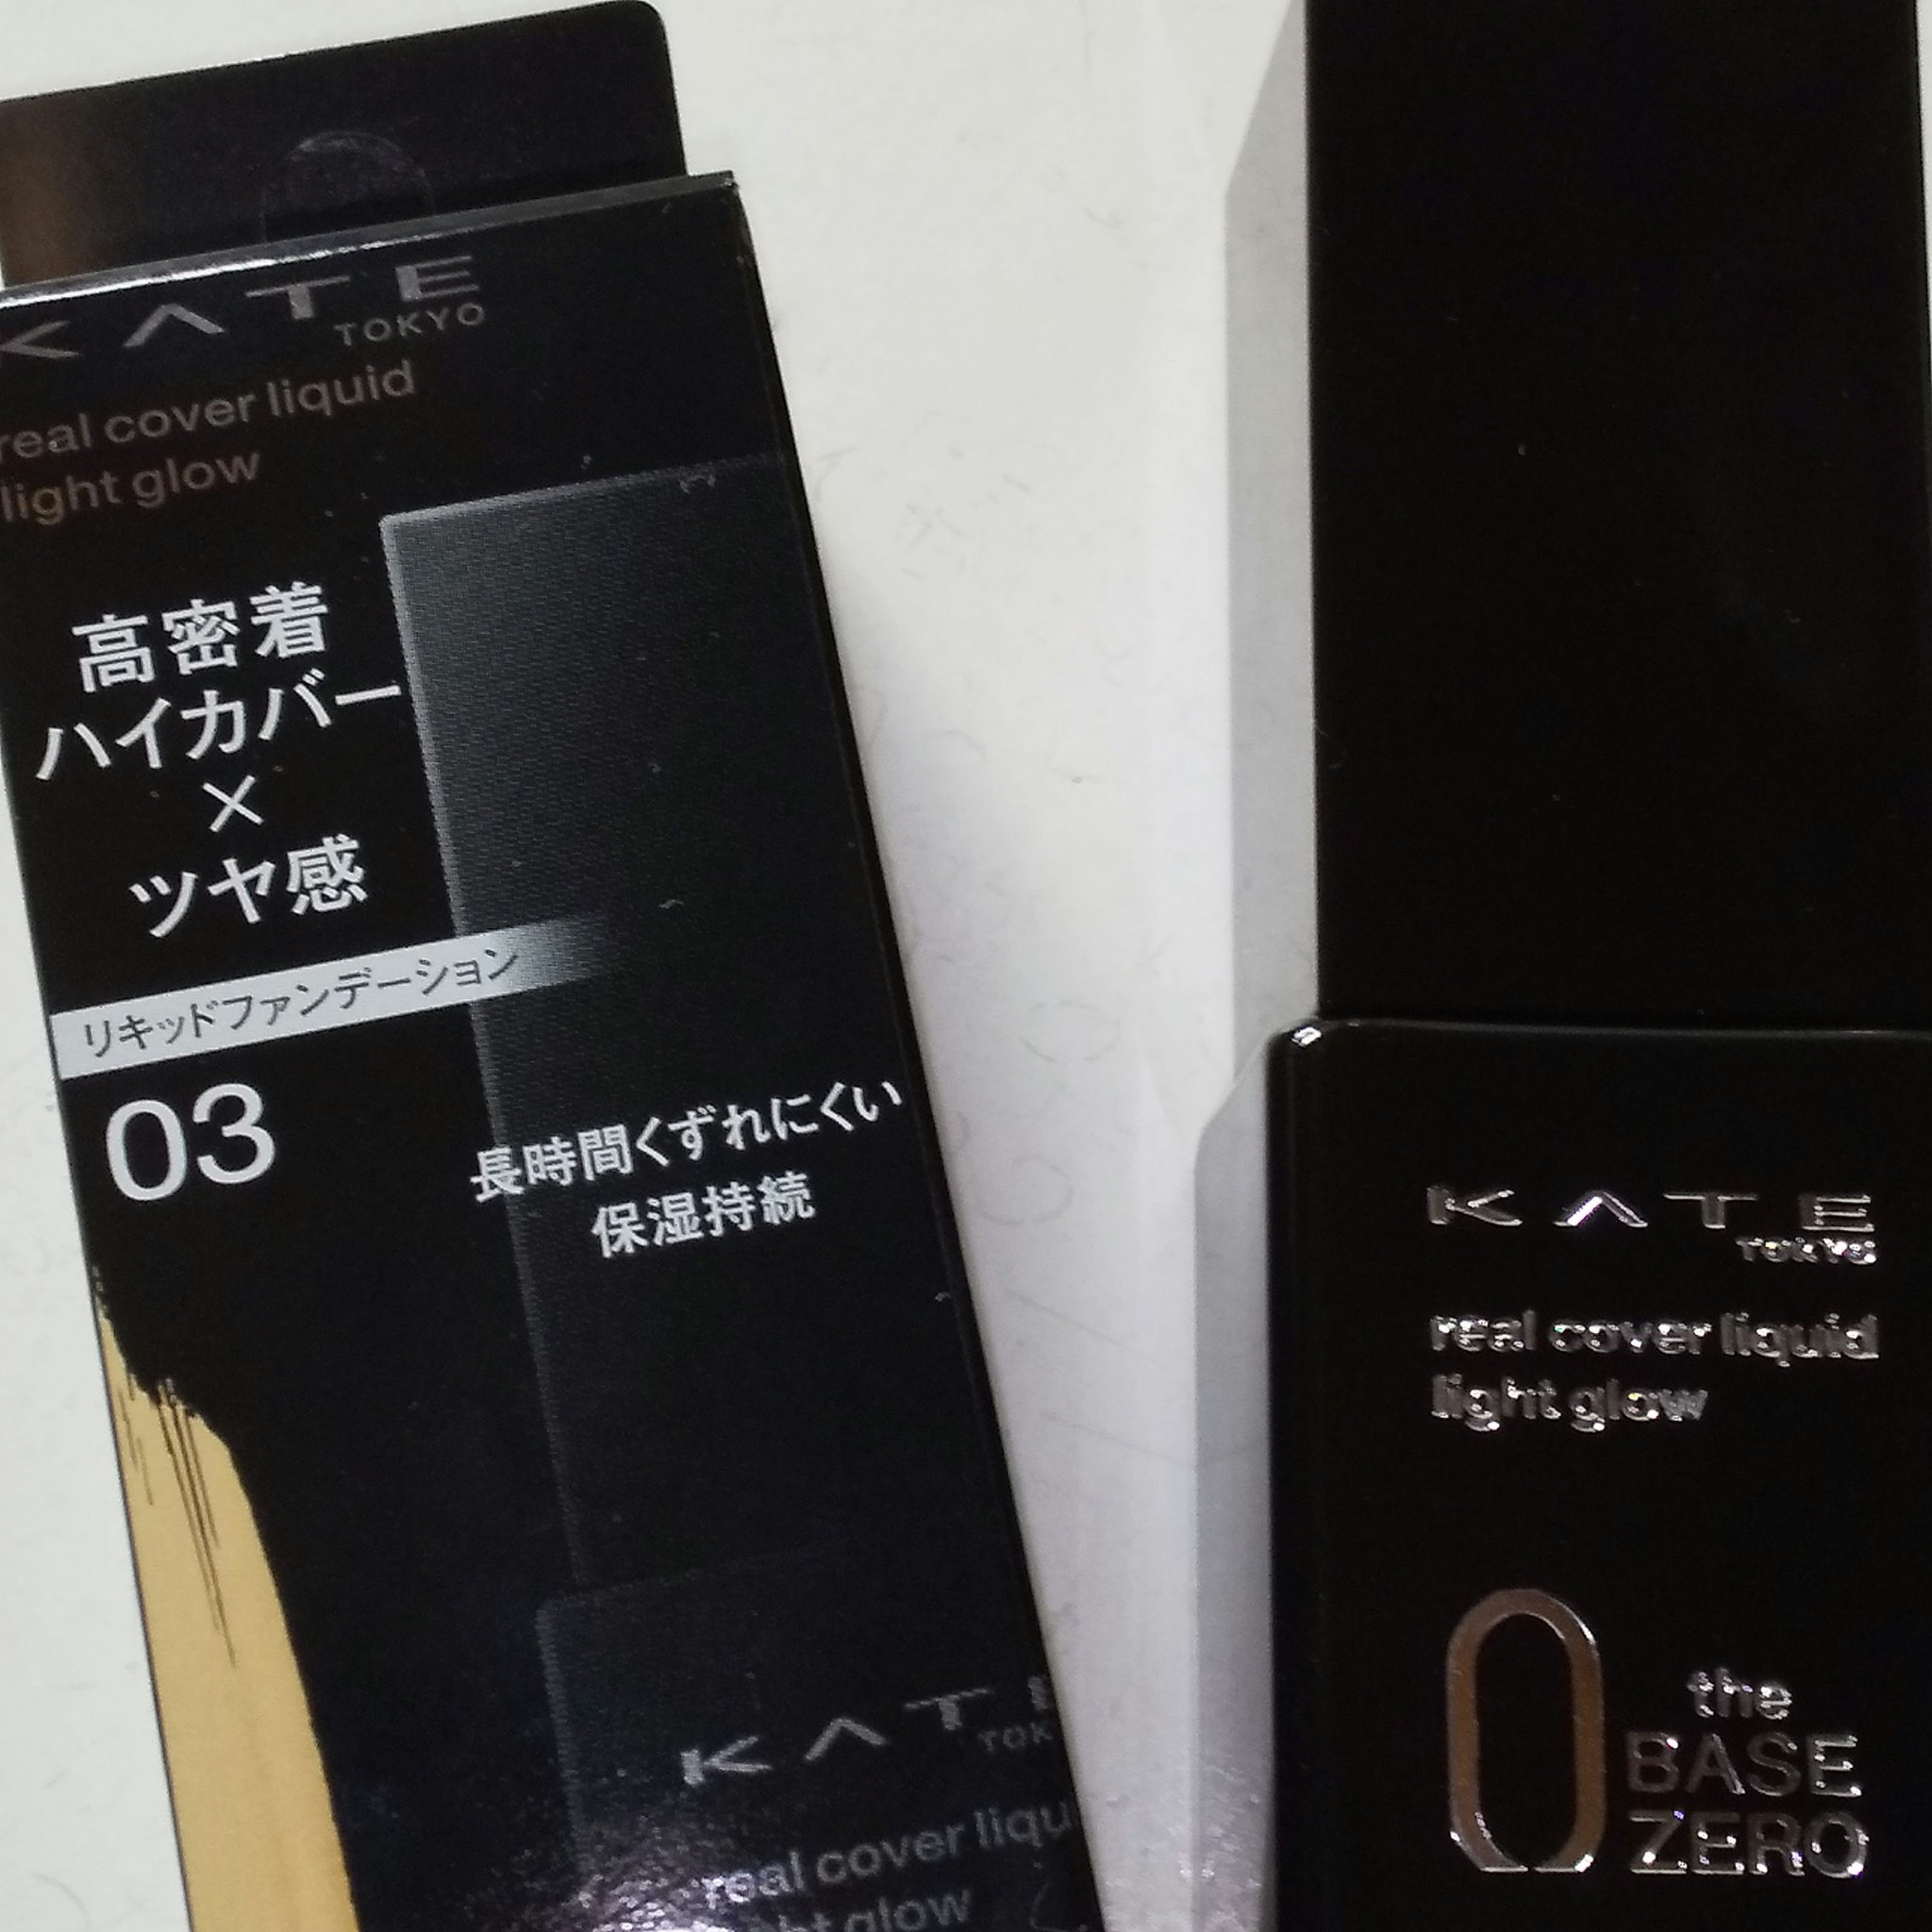 KATE
TOKYO
real cover liquid
light glow
高密着
ハイカバー
×
ツヤ感
リキッドファンデーション
03
長時間くずれにくい
保湿持続
KATE
TOK
real cover liqu
ht glow
KATE
TOKYO
real cover liquid
light glow
0
the
BASE
ZERO